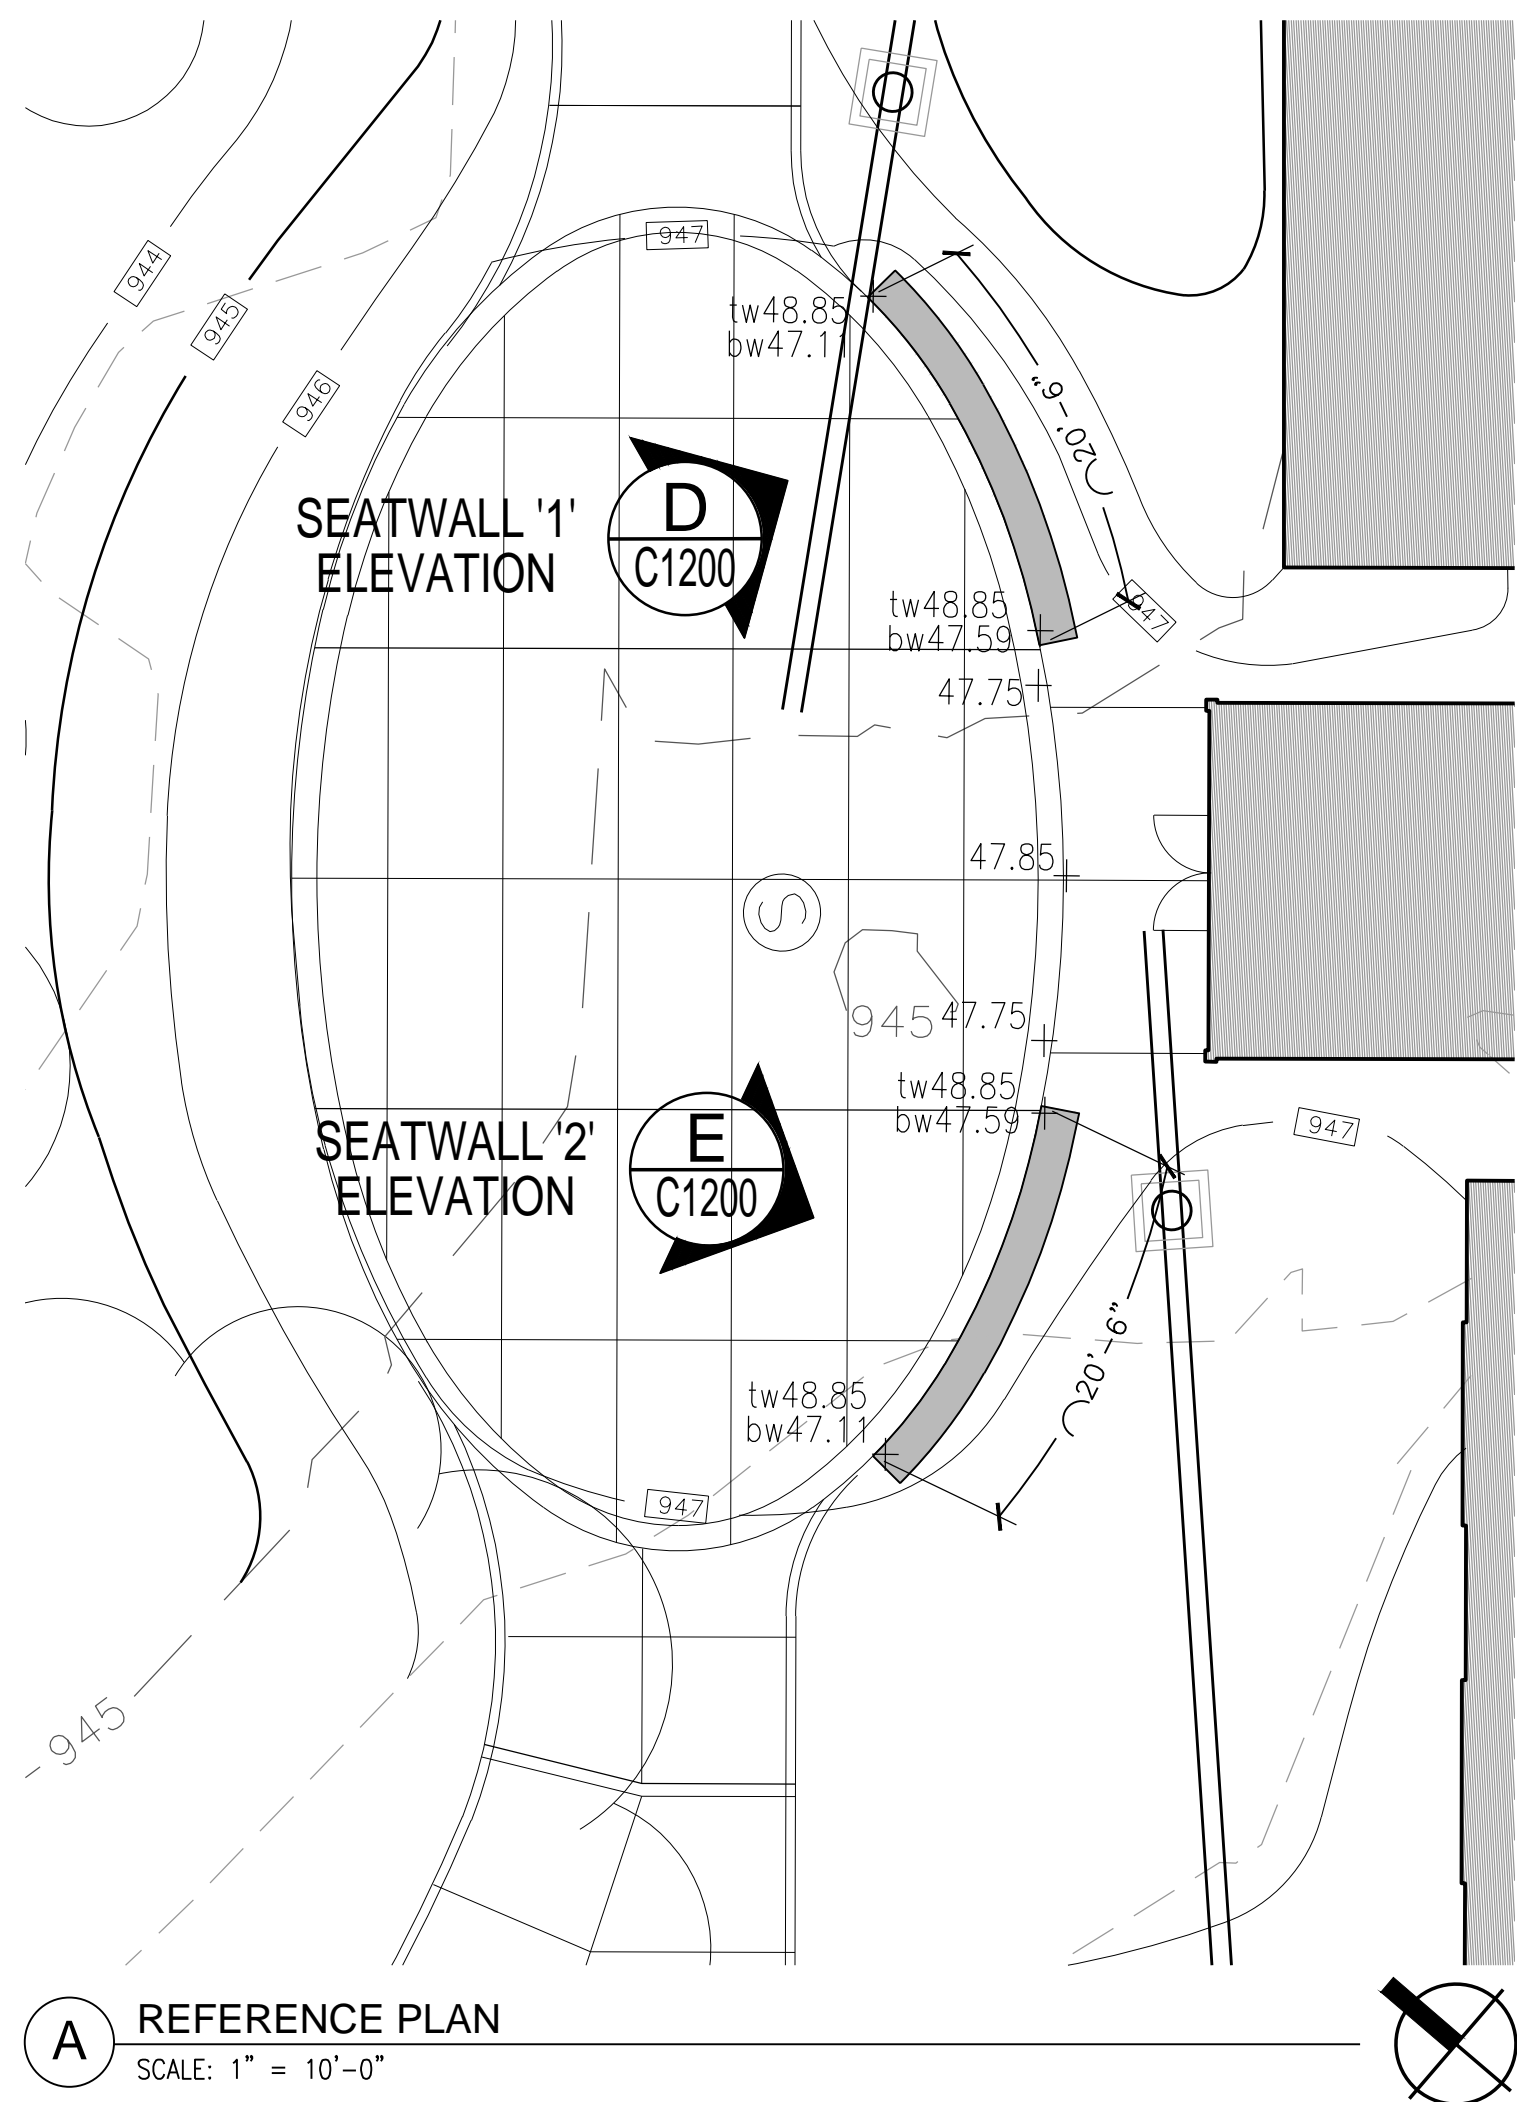 944
947
945
tw48.85
bw47.11
20'-6"
946
SEATWALL '1'
ELEVATION
D
C1200
tw48.85
bw47.59
947
47.75
47.85
S
945
47.75
tw48.85
bw47.59
947
SEATWALL '2'
ELEVATION
E
C1200
20'-6"
tw48.85
bw47.11
947
945
A
REFERENCE PLAN
SCALE: 1" = 10'-0"